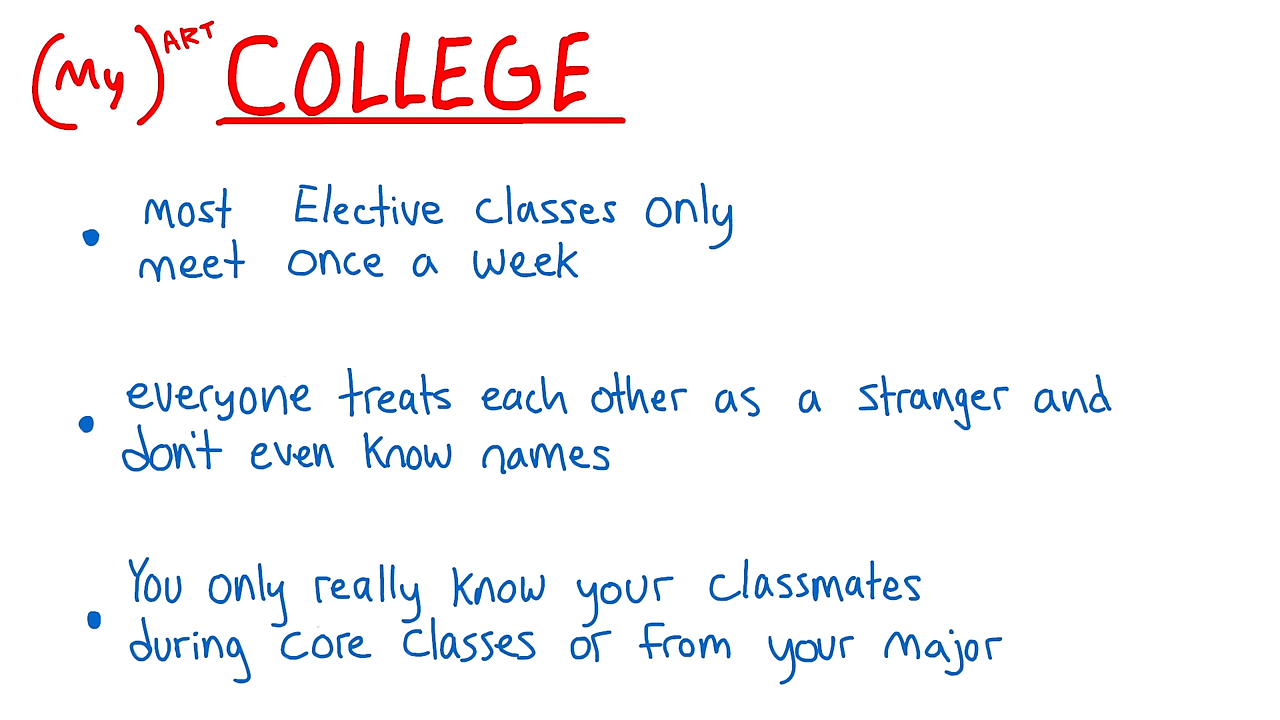 (My) ART COLLEGE
• most Elective classes only
meet once a week
• everyone treats each other as a stranger and
don't even know names
• You only really know your classmates
during core classes or from your major